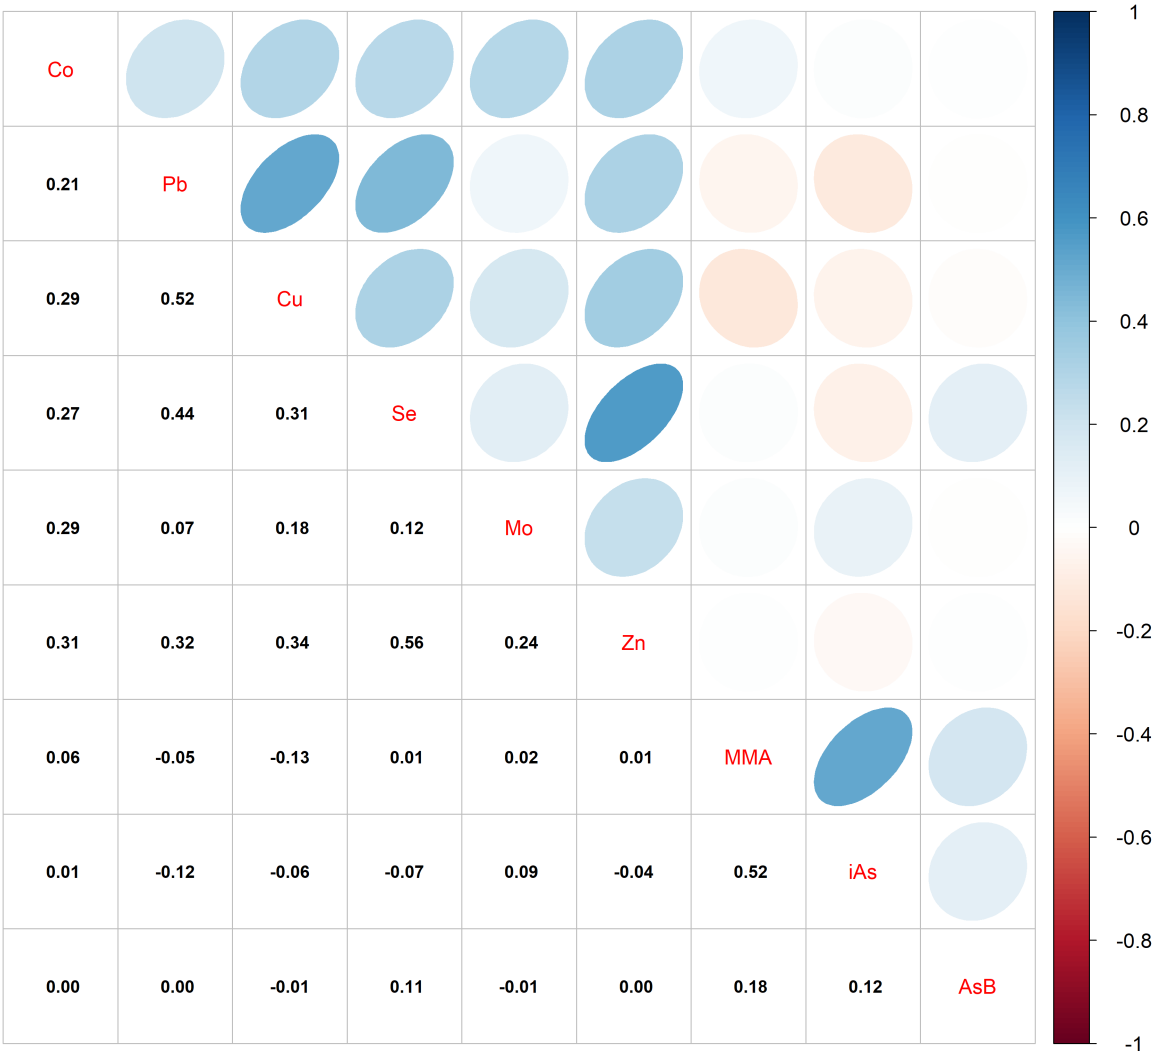 Co
0.21 Pb
0.29 0.52 Cu
0.27 0.44 0.31 Se
0.29 0.07 0.18 0.12 Mo
0.31 0.32 0.34 0.56 0.24 Zn
0.06 -0.05 -0.13 0.01 0.02 0.01 MMA
0.01 -0.12 -0.06 -0.07 0.09 -0.04 0.52 iAs
0.00 0.00 -0.01 0.11 -0.01 0.00 0.18 0.12 AsB
1
0.8
0.6
0.4
0.2
0
-0.2
-0.4
-0.6
-0.8
-1